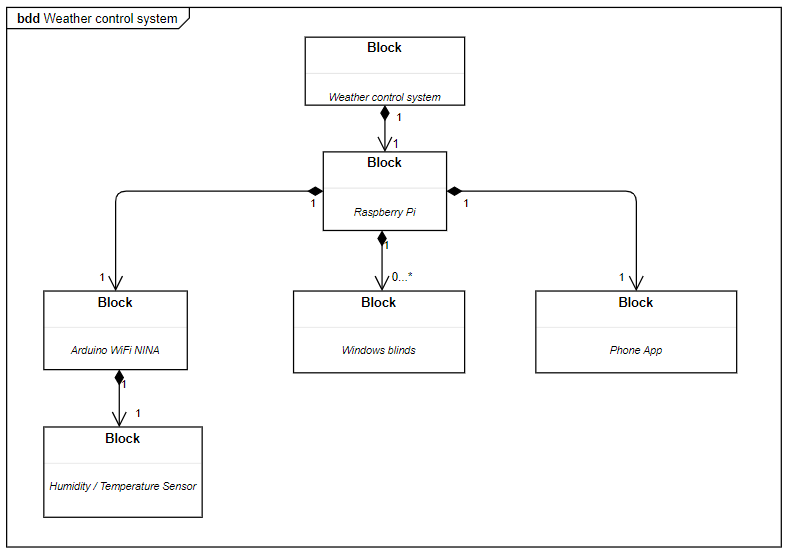 bdd Weather control system
Block
Weather control system
1
1
Block
Raspberry Pi
1
1
1
1
0...*
1
1
Block
Arduino WiFi NINA
Block
Windows blinds
Block
Phone App
1
1
Block
Humidity / Temperature Sensor